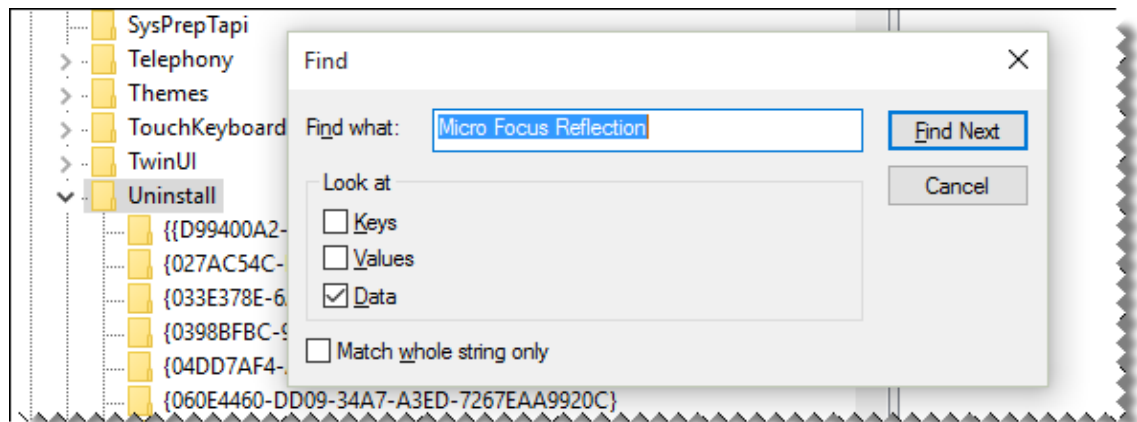 SysPrepTapi
Telephony
Themes
TouchKeyboard
TwinUI
Uninstall
{{D99400A2-
{027AC54C-
{033E378E-6
{0398BFBC-9
{04DD7AF4-
{060E4460-DD09-34A7-A3ED-7267EAA9920C}
Find
Find what: Micro Focus Reflection
Find Next
Look at
Cancel
Keys
Values
Data
Match whole string only